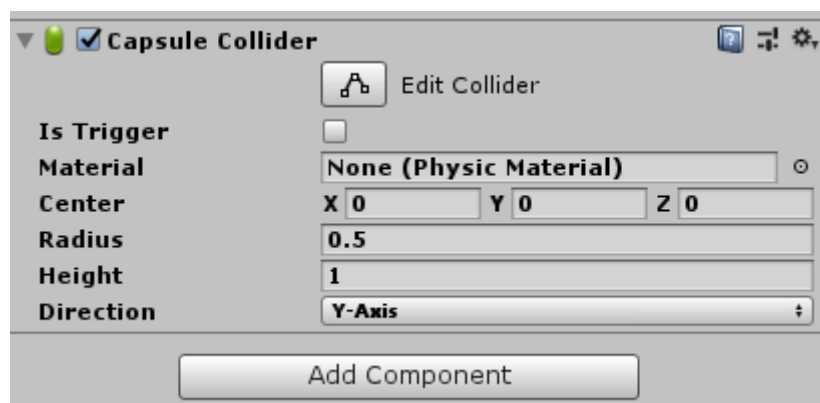 Capsule Collider
Edit Collider
Is Trigger
Material None (Physic Material)
Center X 0 Y 0 Z 0
Radius 0.5
Height 1
Direction Y-Axis
Add Component